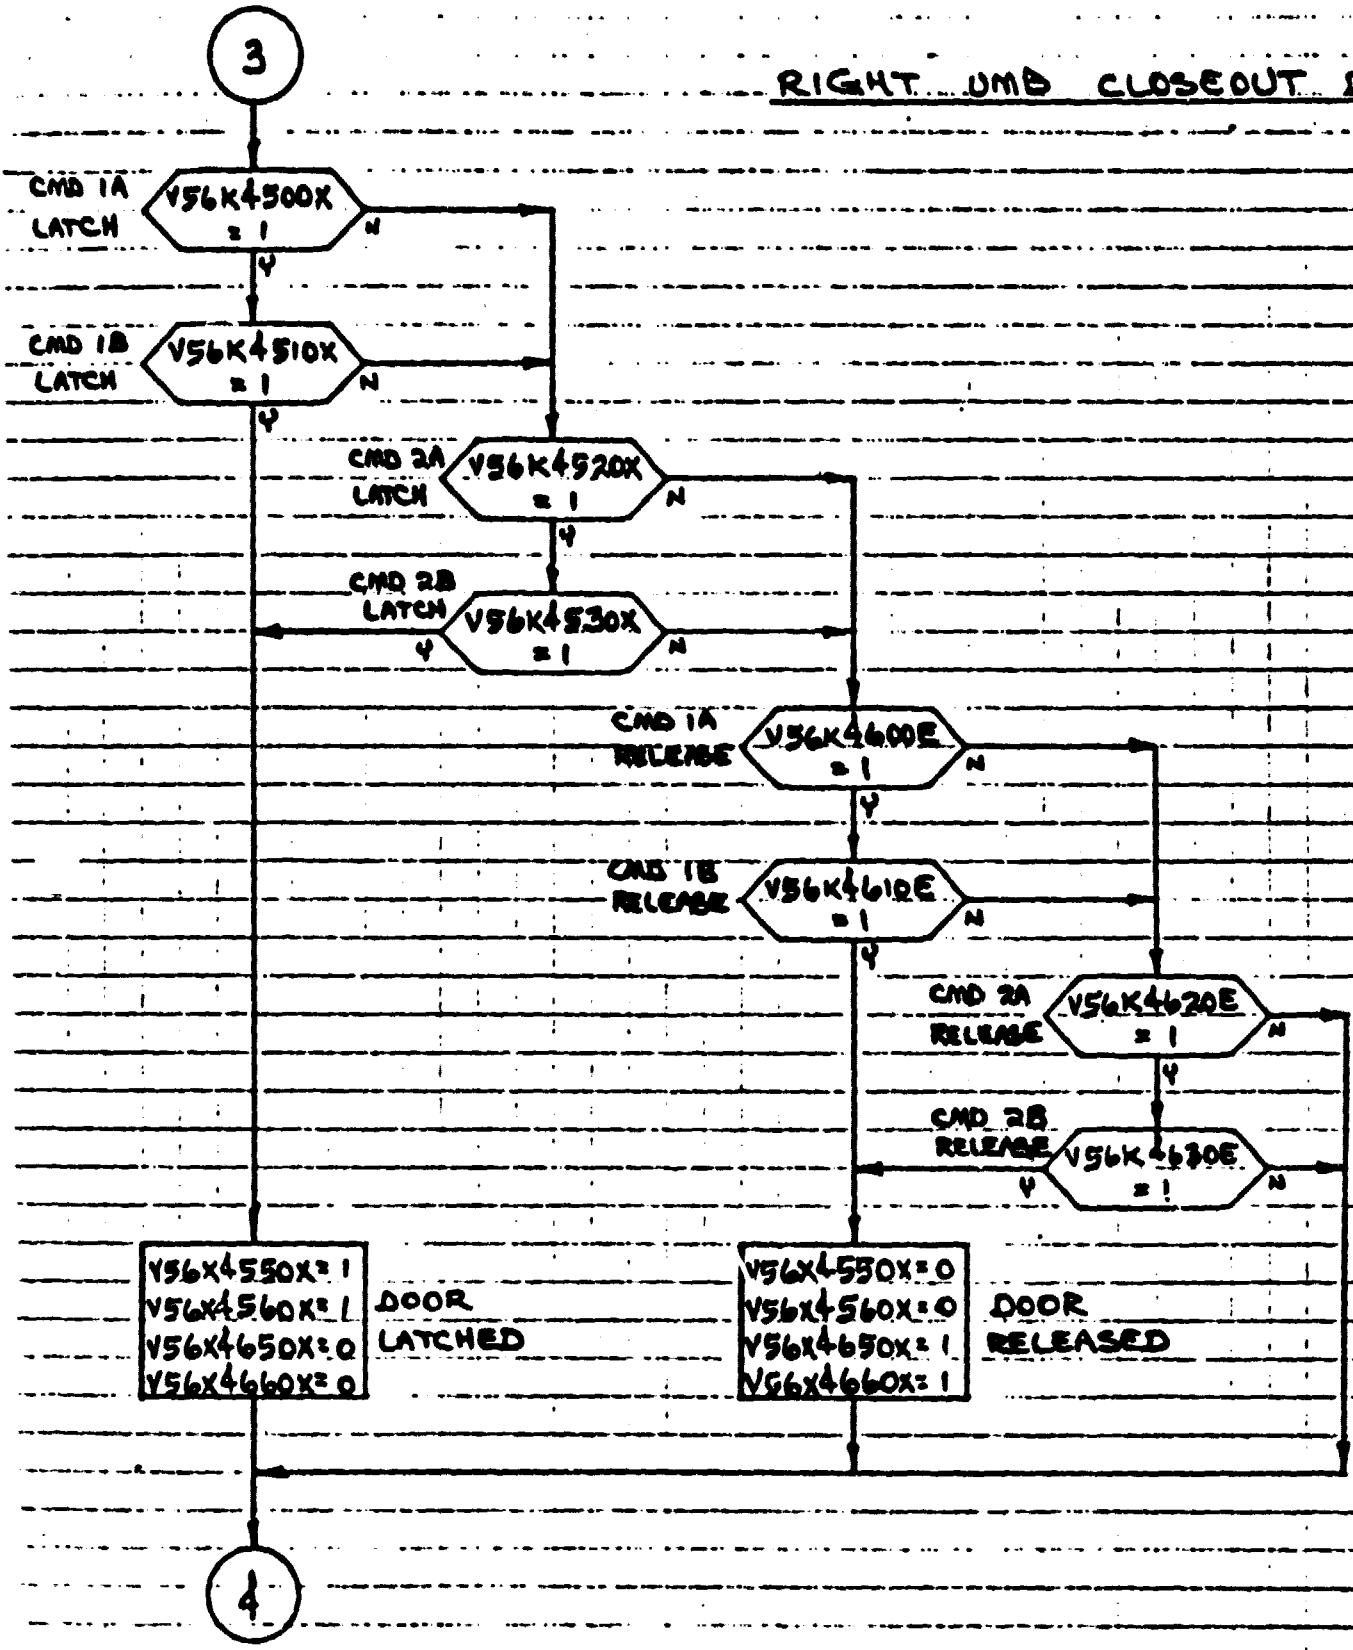 3
RIGHT UMB CLOSEOUT
CMD 1A
LATCH
V56K4500X
= 1
N
Y
CMD 1B
LATCH
V56K4510X
= 1
N
Y
CMD 2A
LATCH
V56K4520X
= 1
N
Y
CMD 2B
LATCH
V56K4530X
= 1
Y
N
CMD 1A
RELEASE
V56K4600E
= 1
N
Y
CMD 1B
RELEASE
V56K4610E
= 1
N
Y
CMD 2A
RELEASE
V56K4620E
= 1
N
Y
CMD 2B
RELEASE
V56K4630E
= 1
Y
N
V56X4550X= 1
V56X4560X= 1
V56X4650X= 0
V56X4660X= 0
DOOR
LATCHED
V56X4550X= 0
V56X4560X= 0
V56X4650X= 1
V56X4660X= 1
DOOR
RELEASED
4